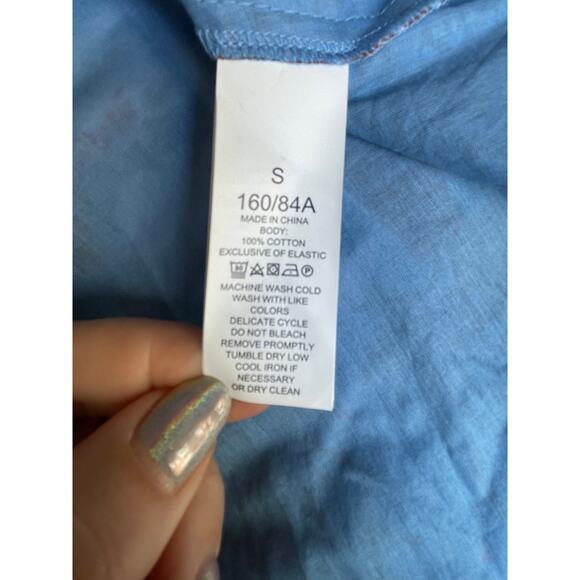 S
160/84A
MADE IN CHINA
BODY:
100% COTTON
EXCLUSIVE OF ELASTIC
MACHINE WASH COLD
WASH WITH LIKE
COLORS
DELICATE CYCLE
DO NOT BLEACH
REMOVE PROMPTLY
TUMBLE DRY LOW
COOL IRON IF
NECESSARY
OR DRY CLEAN